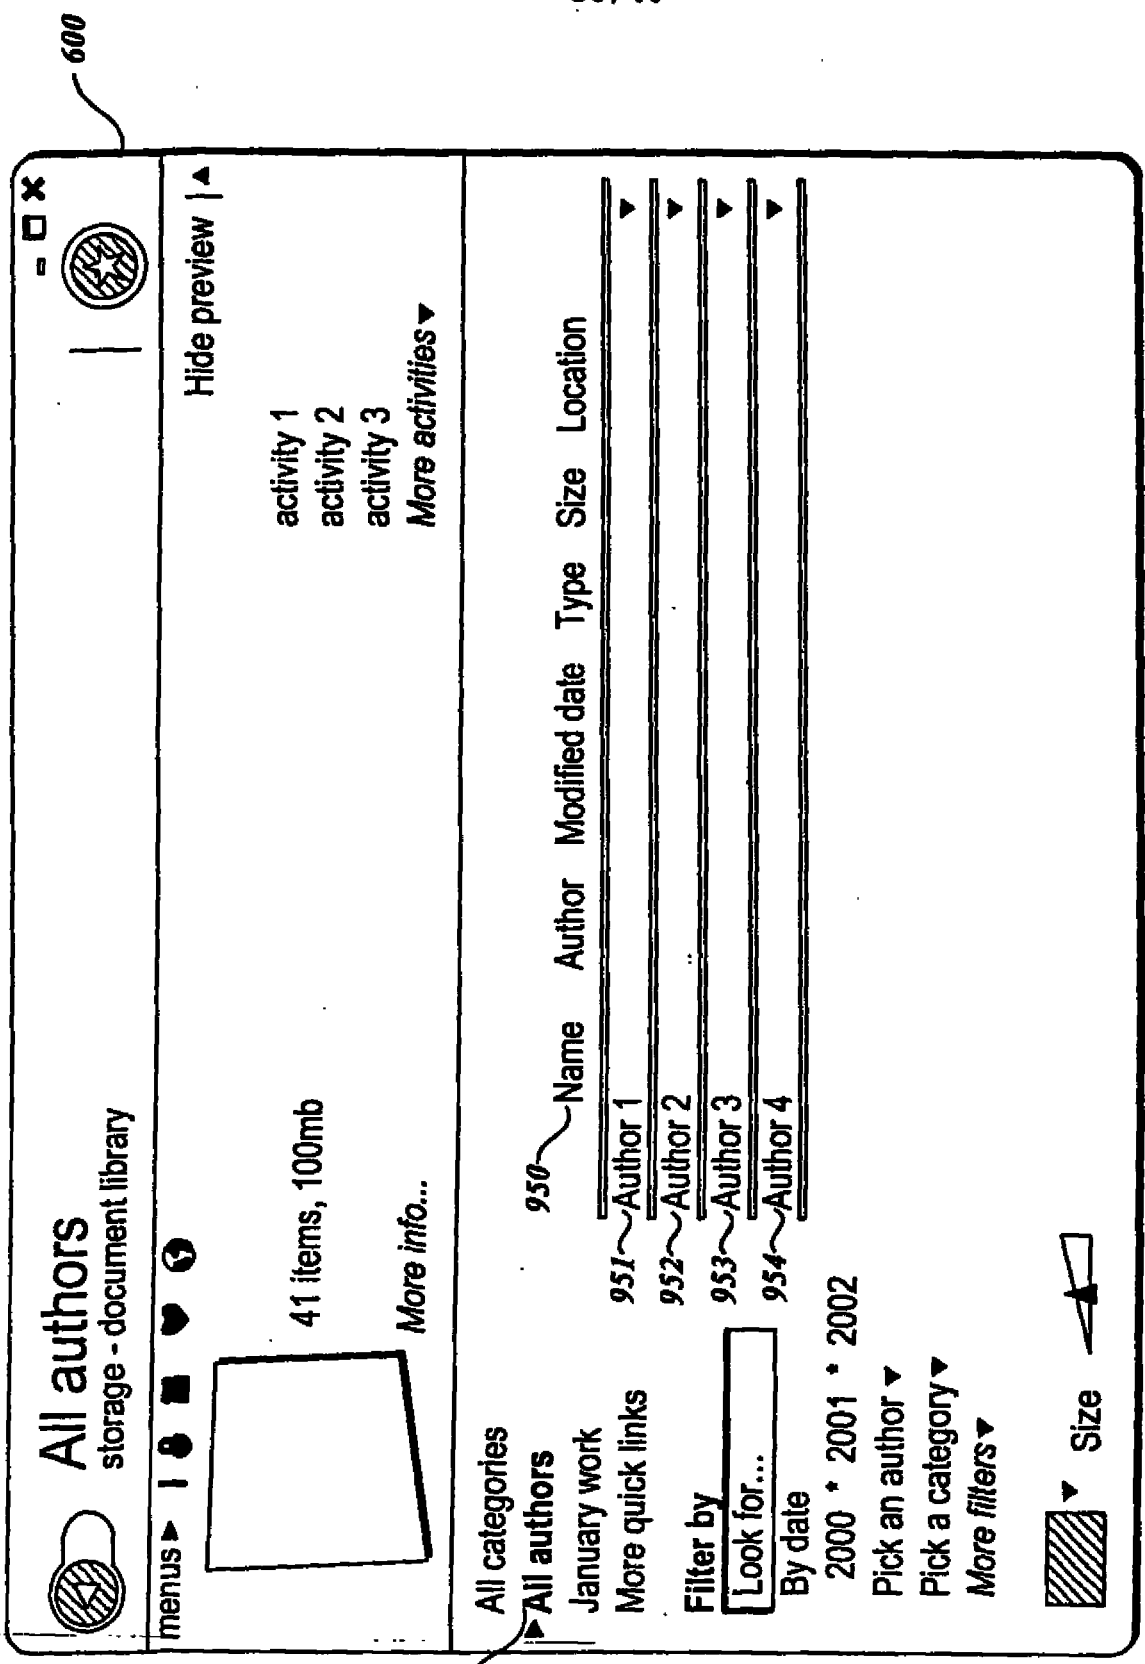 600
All authors
storage - document library
menus
Hide preview
41 items, 100mb
More info...
activity 1
activity 2
activity 3
More activities
All categories
All authors
January work
More quick links
Filter by
Look for...
By date
2000 * 2001 * 2002
Pick an author
Pick a category
More filters
Size
950
Name Author Modified date Type Size Location
951 Author 1
952 Author 2
953 Author 3
954 Author 4